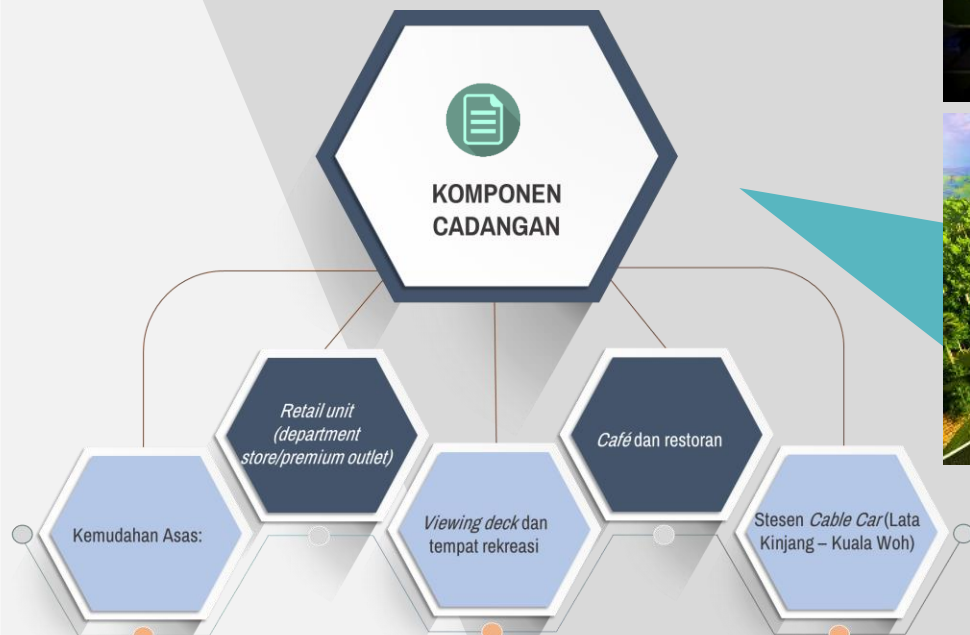 KOMPONEN
CADANGAN
Kemudahan Asas:
Retail unit
(department
store/premium outlet)
Viewing deck dan
tempat rekreasi
Café dan restoran
Stesen Cable Car (Lata
Kinjang – Kuala Woh)